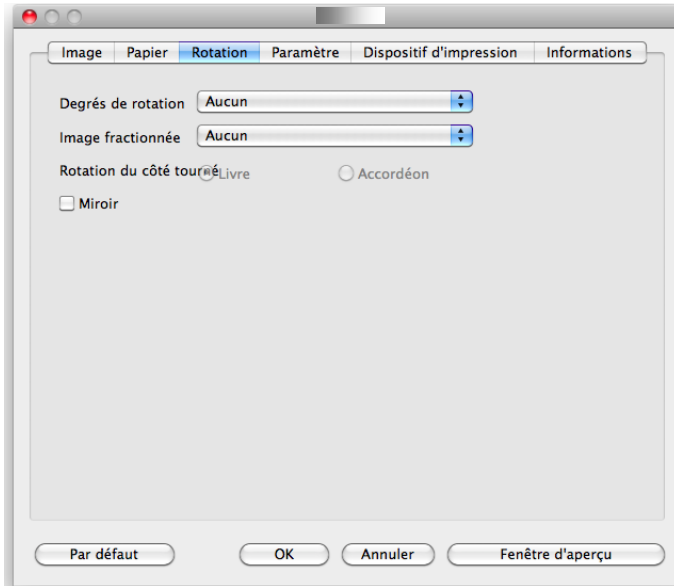 Image Papier Rotation Paramètre Dispositif d'impression Informations
Degrés de rotation Aucun
Image fractionnée Aucun
Rotation du côté tourné Livre Accordéon
Miroir
Par défaut OK Annuler Fenêtre d'aperçu